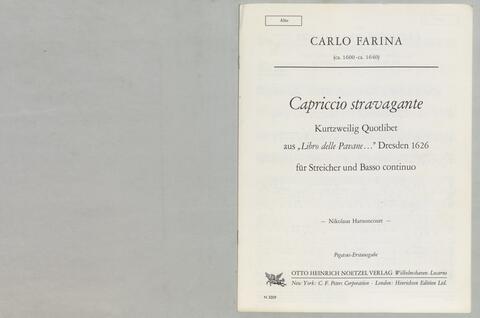 Alto
CARLO FARINA
(ca. 1600-ca. 1640)
Capriccio stravagante
Kurtzweilig Quotlibet
aus „Libro delle Pavane..." Dresden 1626
für Streicher und Basso continuo
— Nikolaus Harnoncourt —
Pegasus-Erstausgabe
OTTO HEINRICH NOETZEL VERLAG Wilhelmshaven · Locarno
New York: C. F. Peters Corporation · London: Hinrichsen Edition Ltd.
N 3259